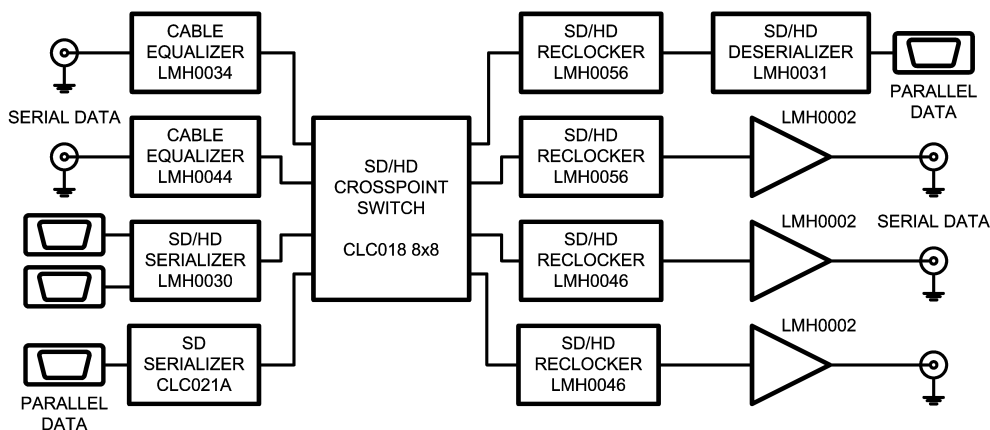 CABLE
EQUALIZER
LMH0034
SERIAL DATA
CABLE
EQUALIZER
LMH0044
SD/HD
SERIALIZER
LMH0030
SD
SERIALIZER
CLC021A
PARALLEL
DATA
SD/HD
CROSSPOINT
SWITCH
CLC018 8x8
SD/HD
RECLOCKER
LMH0056
SD/HD
DESERIALIZER
LMH0031
PARALLEL
DATA
SD/HD
RECLOCKER
LMH0056
LMH0002
SD/HD
RECLOCKER
LMH0046
LMH0002
SERIAL DATA
SD/HD
RECLOCKER
LMH0046
LMH0002